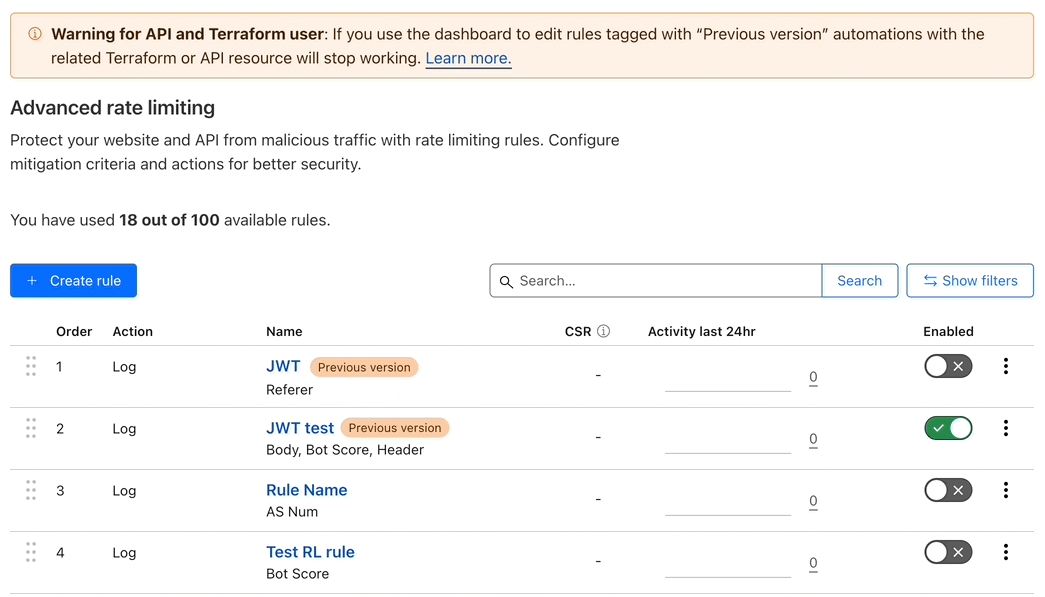 Warning for API and Terraform user: If you use the dashboard to edit rules tagged with “Previous version” automations with the
related Terraform or API resource will stop working. Learn more.
Advanced rate limiting
Protect your website and API from malicious traffic with rate limiting rules. Configure
mitigation criteria and actions for better security.
You have used 18 out of 100 available rules.
+ Create rule Search... Search Show filters
Order Action Name CSR Activity last 24hr Enabled
1 Log JWT Previous version - 0
Referer
2 Log JWT test Previous version - 0
Body, Bot Score, Header
3 Log Rule Name - 0
AS Num
4 Log Test RL rule - 0
Bot Score